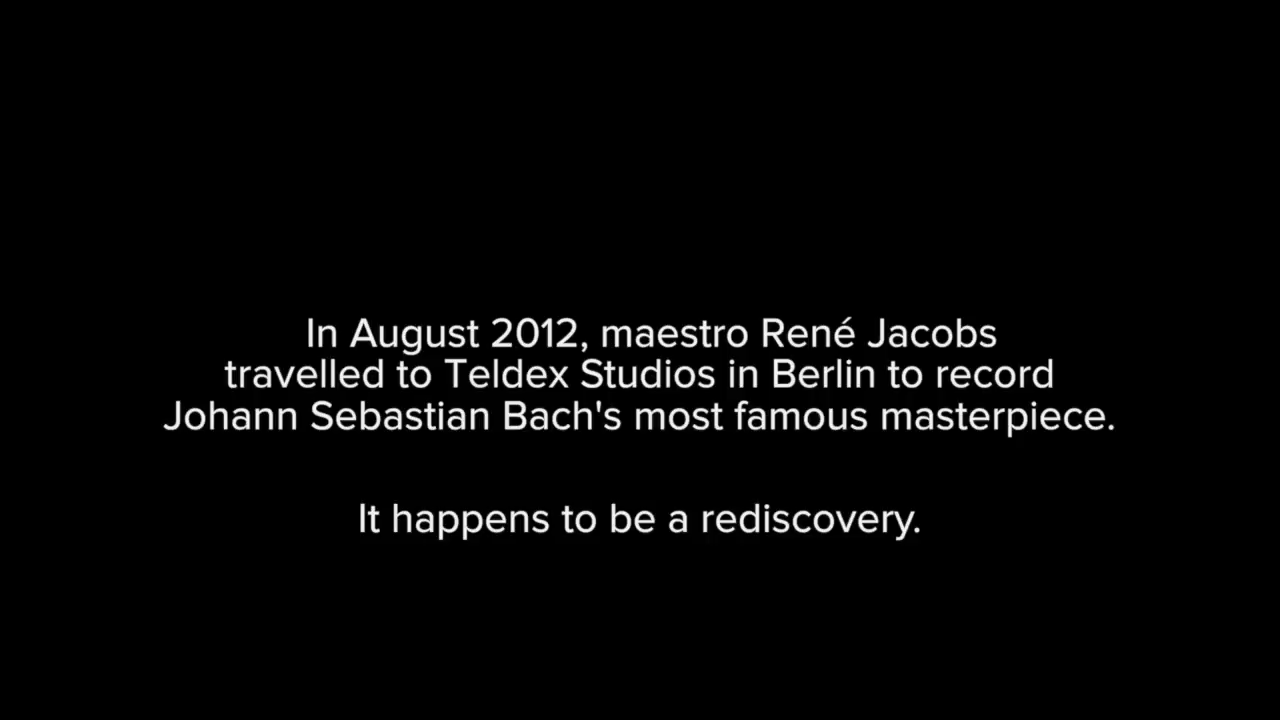 In August 2012, maestro René Jacobs
travelled to Teldex Studios in Berlin to record
Johann Sebastian Bach's most famous masterpiece.
It happens to be a rediscovery.